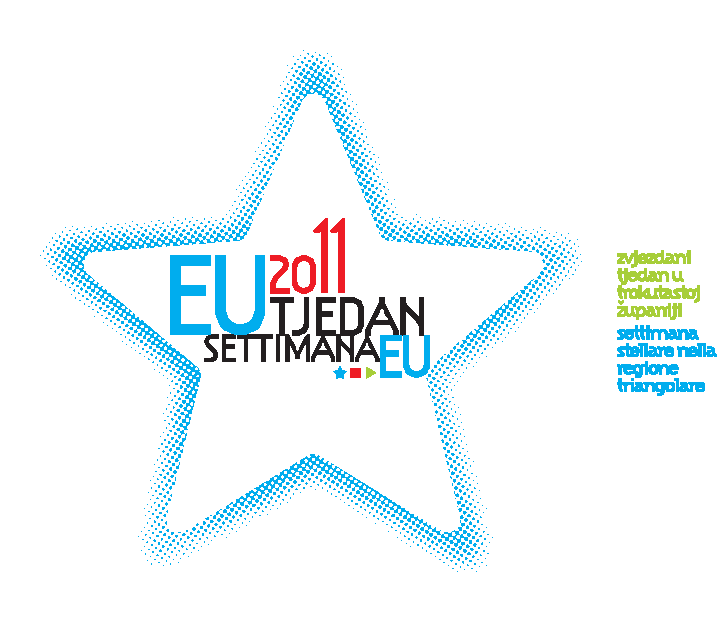 EU 2011
TJEDAN
SETTIMANA EU
zvjezdani
tjedan u
trokutastoj
županiji
settimana
stellare nella
regione
triangolare